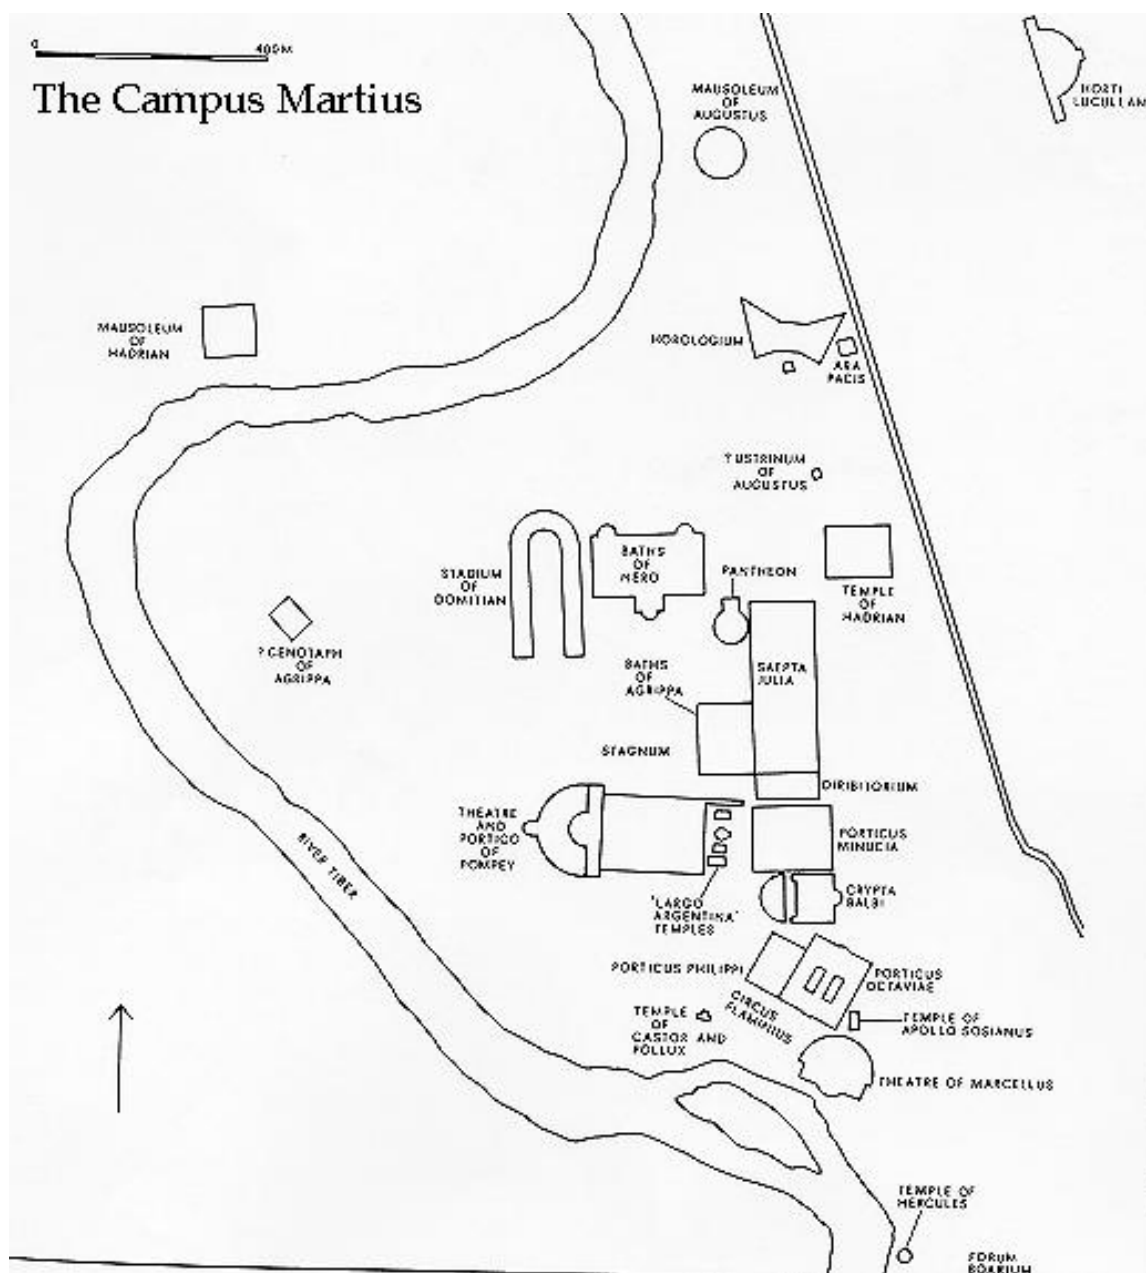 0 400M
The Campus Martius
MAUSOLEUM
OF
AUGUSTUS
HORTI
LUCULLAN
MAUSOLEUM
OF
HADRIAN
HOROLOGIUM
ARA
PACIS
? USTRINUM
OF
AUGUSTUS
STADIUM
OF
DOMITIAN
BATHS
OF
NERO
PANTHEON
TEMPLE
OF
HADRIAN
? CENOTAPH
OF
AGRIPPA
BATHS
OF
AGRIPPA
SAEPTA
JULIA
STAGNUM
DIRIBITORIUM
THEATRE
AND
PORTICO
OF
POMPEY
PORTICUS
MINUCIA
RIVER TIBER
'LARGO
ARGENTINA'
TEMPLES
CRYPTA
BALBI
PORTICUS PHILIPPI
PORTICUS
OCTAVIAE
CIRCUS
FLAMINIUS
TEMPLE
OF
CASTOR AND
POLLUX
TEMPLE OF
APOLLO SOSIANUS
THEATRE OF MARCELLUS
TEMPLE OF
HERCULES
FORUM
BOARIUM